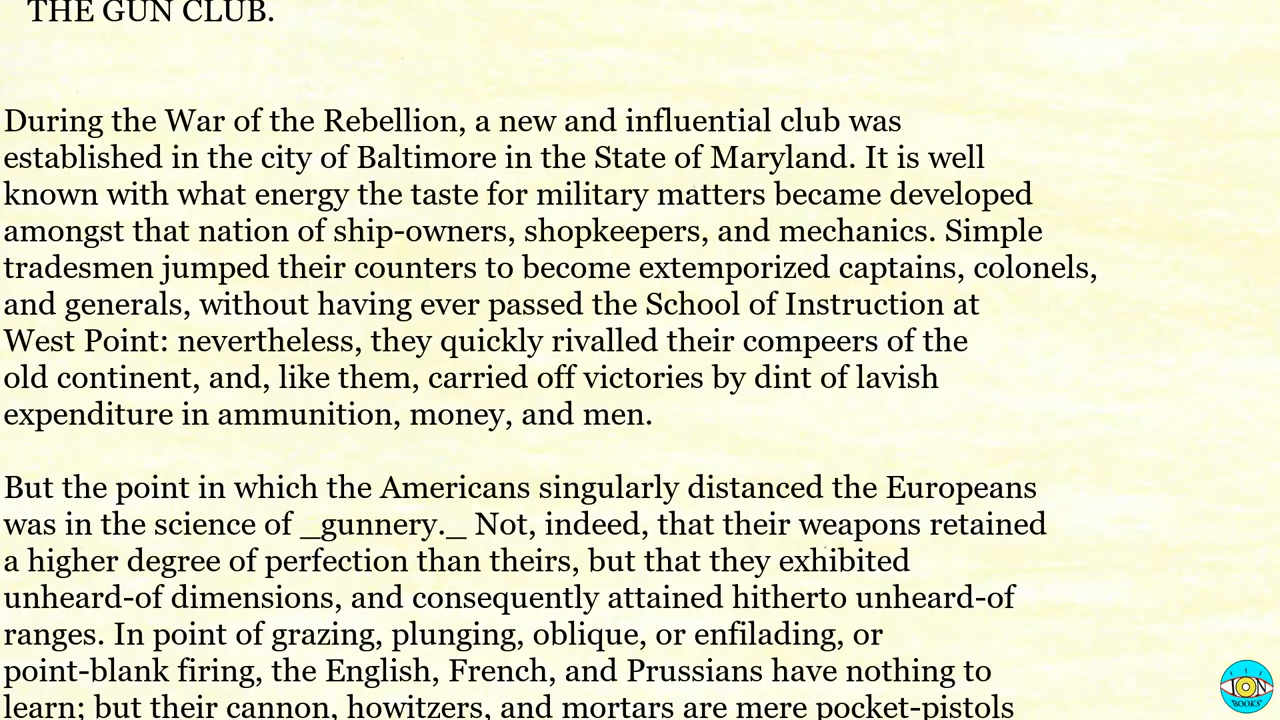 THE GUN CLUB.
During the War of the Rebellion, a new and influential club was
established in the city of Baltimore in the State of Maryland. It is well
known with what energy the taste for military matters became developed
amongst that nation of ship-owners, shopkeepers, and mechanics. Simple
tradesmen jumped their counters to become extemporized captains, colonels,
and generals, without having ever passed the School of Instruction at
West Point: nevertheless, they quickly rivalled their compeers of the
old continent, and, like them, carried off victories by dint of lavish
expenditure in ammunition, money, and men.
But the point in which the Americans singularly distanced the Europeans
was in the science of _gunnery._ Not, indeed, that their weapons retained
a higher degree of perfection than theirs, but that they exhibited
unheard-of dimensions, and consequently attained hitherto unheard-of
ranges. In point of grazing, plunging, oblique, or enfilading, or
point-blank firing, the English, French, and Prussians have nothing to
learn; but their cannon, howitzers, and mortars are mere pocket-pistols
ION
BOOKS